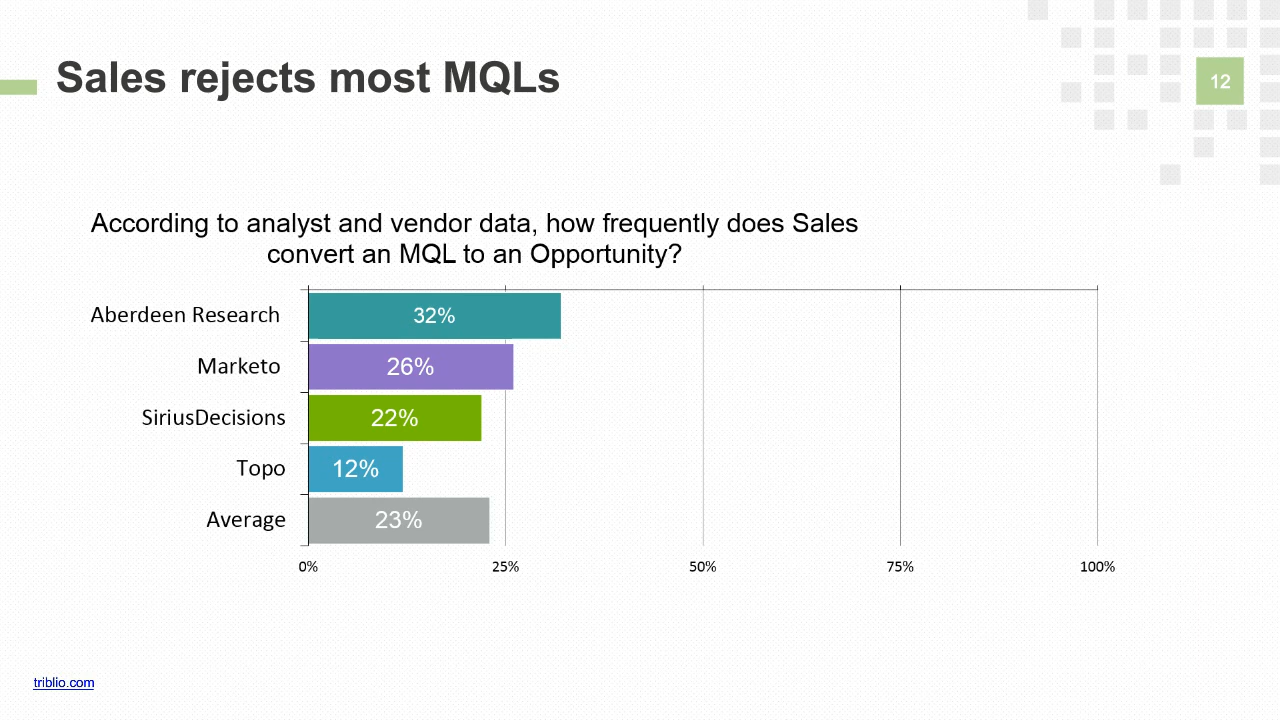 Sales rejects most MQLs
12
According to analyst and vendor data, how frequently does Sales
convert an MQL to an Opportunity?
Aberdeen Research
32%
Marketo
26%
SiriusDecisions
22%
Topo
12%
Average
23%
0%
25%
50%
75%
100%
triblio.com